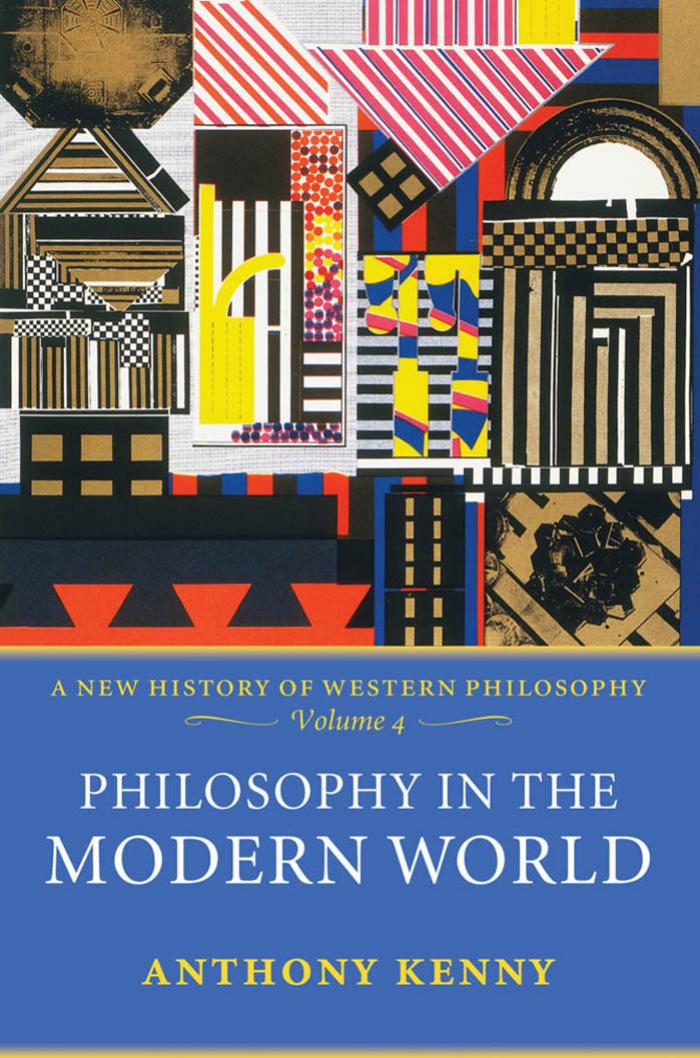 A NEW HISTORY OF WESTERN PHILOSOPHY
Volume 4
PHILOSOPHY IN THE
MODERN WORLD
ANTHONY KENNY